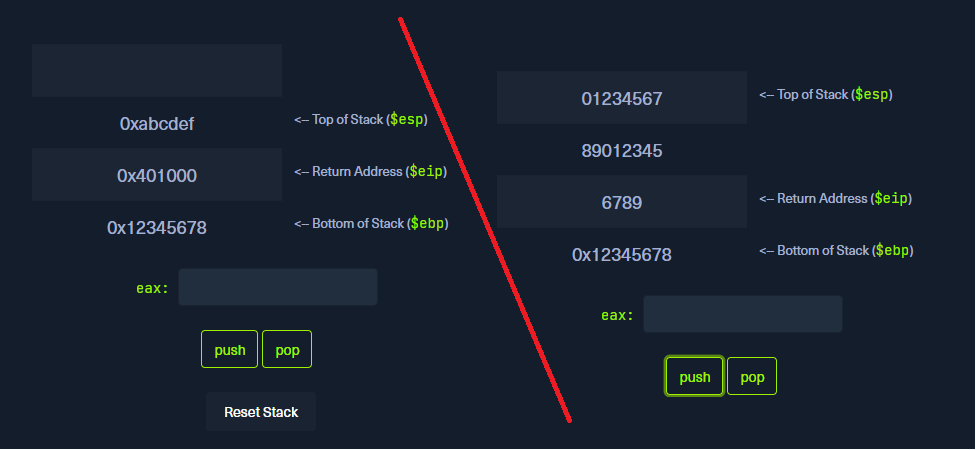 0xabcdef <-- Top of Stack ($esp)
0x401000 <-- Return Address ($eip)
0x12345678 <-- Bottom of Stack ($ebp)
eax:
push pop
Reset Stack
01234567 <-- Top of Stack ($esp)
89012345
6789 <-- Return Address ($eip)
0x12345678 <-- Bottom of Stack ($ebp)
eax:
push pop